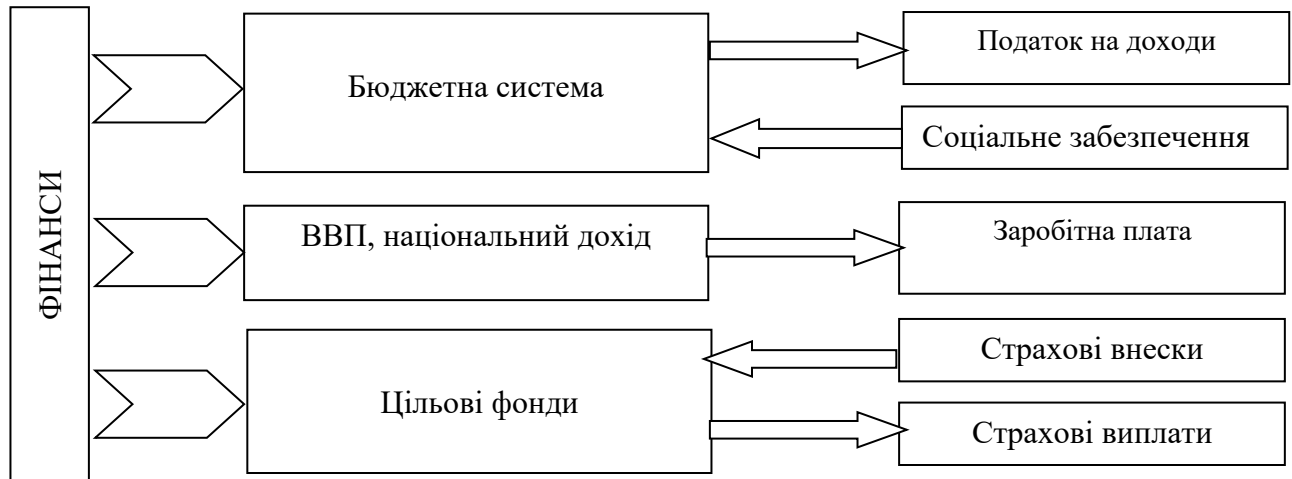 ФІНАНСИ
Бюджетна система
Податок на доходи
Соціальне забезпечення
ВВП, національний дохід
Заробітна плата
Цільові фонди
Страхові внески
Страхові виплати